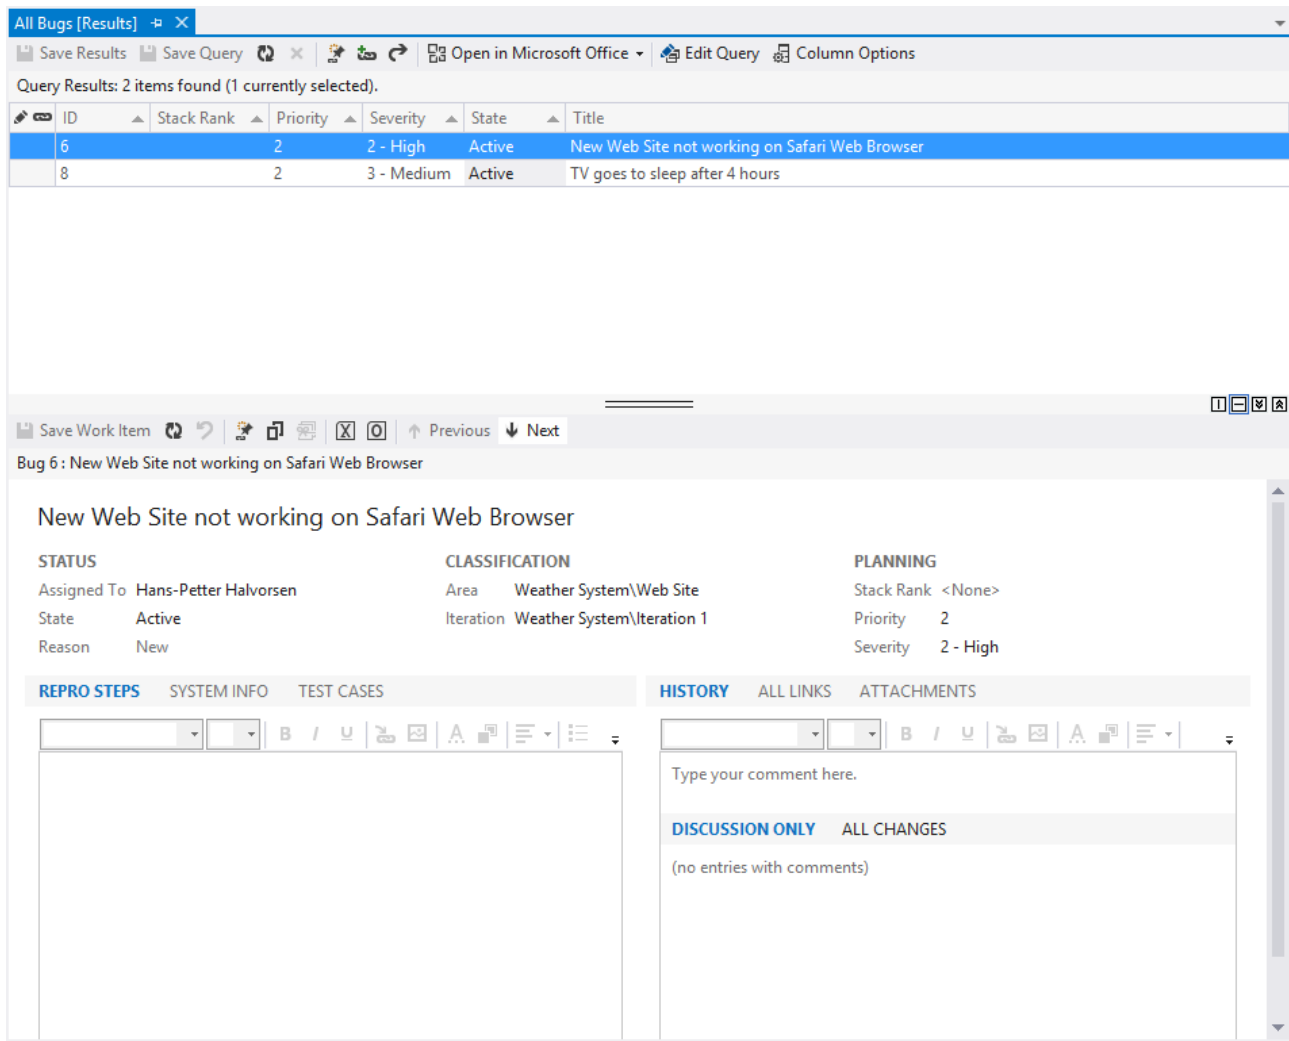 All Bugs [Results]
Save Results Save Query Open in Microsoft Office Edit Query Column Options
Query Results: 2 items found (1 currently selected).
ID Stack Rank Priority Severity State Title
6 2 2 - High Active New Web Site not working on Safari Web Browser
8 2 3 - Medium Active TV goes to sleep after 4 hours
Save Work Item X O Previous Next
Bug 6 : New Web Site not working on Safari Web Browser
New Web Site not working on Safari Web Browser
STATUS CLASSIFICATION PLANNING
Assigned To Hans-Petter Halvorsen Area Weather System\Web Site Stack Rank <None>
State Active Iteration Weather System\Iteration 1 Priority 2
Reason New Severity 2 - High
REPRO STEPS SYSTEM INFO TEST CASES HISTORY ALL LINKS ATTACHMENTS
B I U A B I U A
Type your comment here.
DISCUSSION ONLY ALL CHANGES
(no entries with comments)